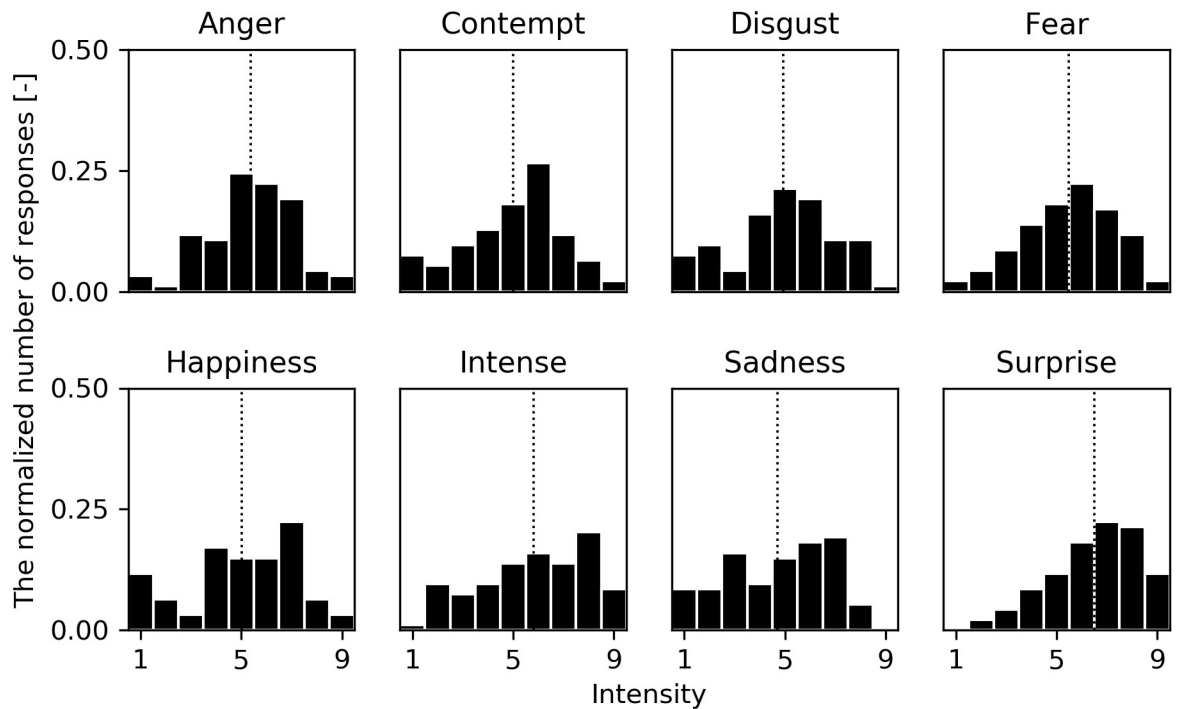 Anger Contempt Disgust Fear
The normalized number of responses [-]
0.50
0.25
0.00
Happiness Intense Sadness Surprise
0.50
0.25
0.00
1 5 9 1 5 9 1 5 9 1 5 9
Intensity